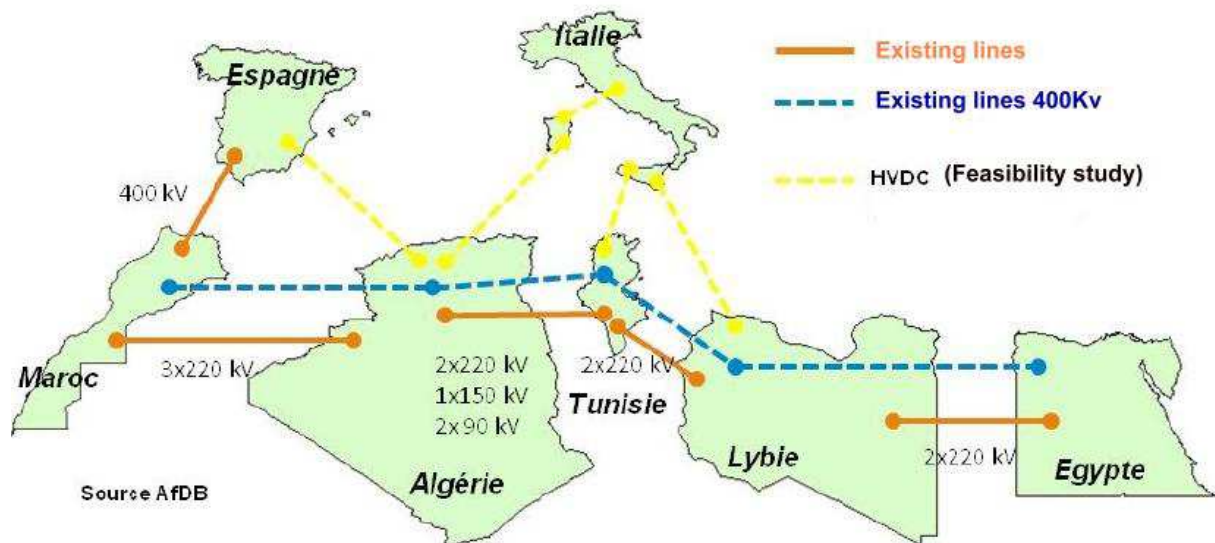 Italie
Existing lines
Espagne
Existing lines 400Kv
HVDC (Feasibility study)
400 kV
Maroc
3x220 kV
2x220 kV
1x150 kV
2x90 kV
2x220 kV
Tunisie
Lybie
2x220 kV
Egypte
Algérie
Source AfDB